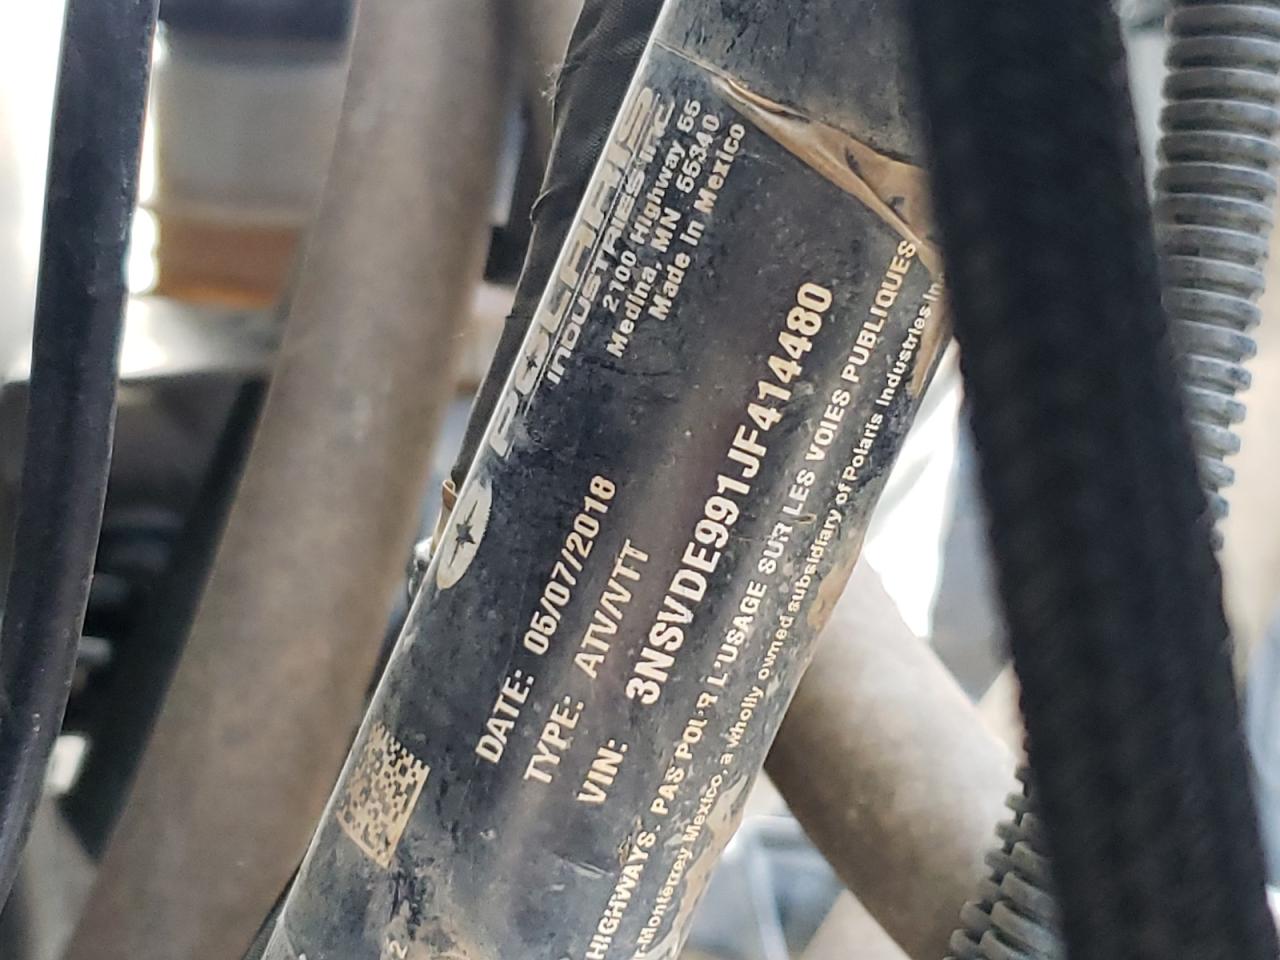 POLARIS
INDUSTRIES INC.
2100 Highway 55
Medina, MN 55340
Made In Mexico
DATE: 05/07/2018
TYPE: ATV/VTT
VIN: 3NSVDE991JF414480
HIGHWAYS. PAS POUR L'USAGE SUR LES VOIES PUBLIQUES
Monterrey Mexico, a wholly owned subsidiary of Polaris Industries In